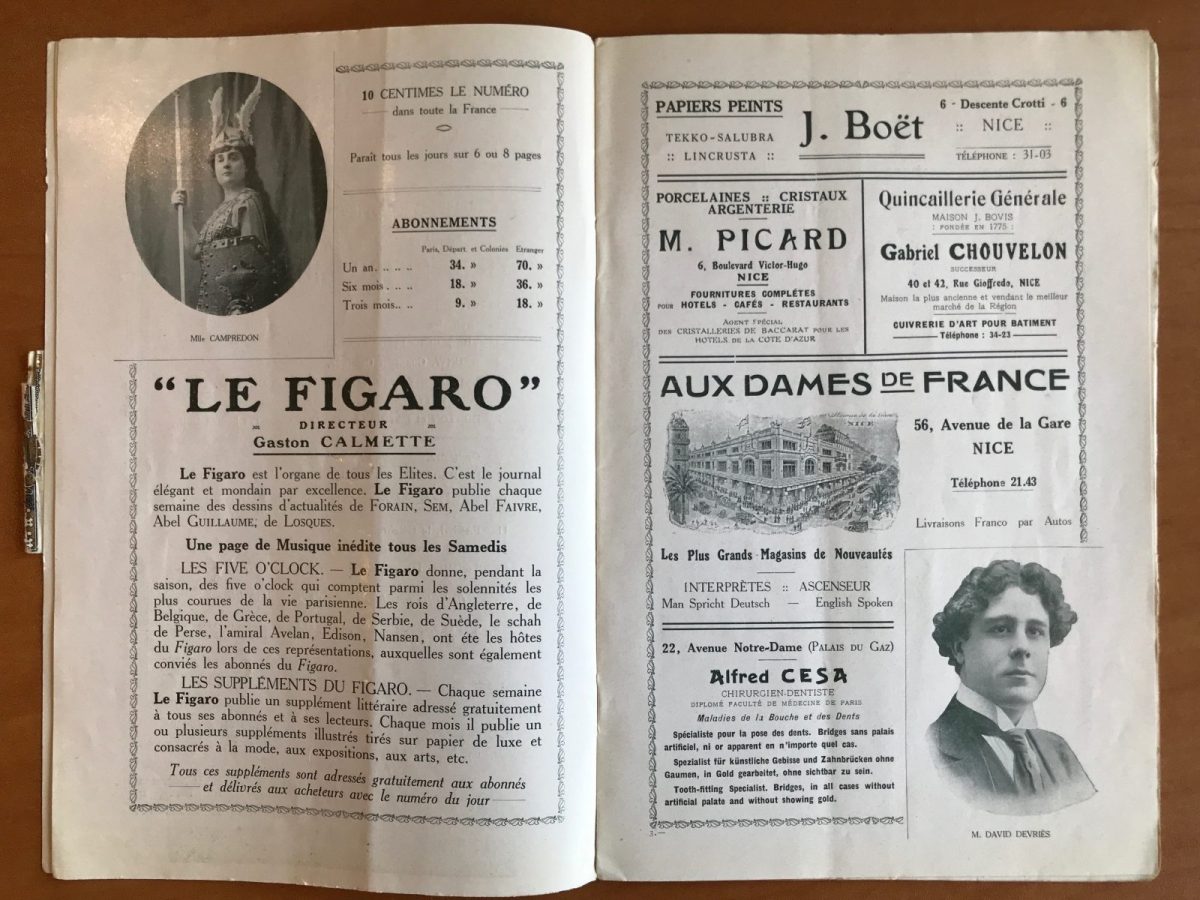 10 CENTIMES LE NUMÉRO
dans toute la France
Paraît tous les jours sur 6 ou 8 pages
ABONNEMENTS
Paris, Départ. et Colonies Etranger
Un an. . . . . 34. » 70. »
Six mois . . . . 18. » 36. »
Trois mois.. . . 9. » 18. »
Mlle CAMPREDON
“LE FIGARO”
DIRECTEUR
Gaston CALMETTE
Le Figaro est l'organe de tous les Elites. C'est le journal
élégant et mondain par excellence. Le Figaro publie chaque
semaine des dessins d'actualités de FORAIN, SEM, Abel FAIVRE,
Abel GUILLAUME, de LOSQUES.
Une page de Musique inédite tous les Samedis
LES FIVE O'CLOCK. — Le Figaro donne, pendant la
saison, des five o'clock qui comptent parmi les solennités les
plus courues de la vie parisienne. Les rois d'Angleterre, de
Belgique, de Grèce, de Portugal, de Serbie, de Suède, le schah
de Perse, l'amiral Avelan, Edison, Nansen, ont éte les hôtes
du Figaro lors de ces représentations, auxquelles sont également
conviés les abonnés du Figaro.
LES SUPPLÉMENTS DU FIGARO. — Chaque semaine
Le Figaro publie un supplément littéraire adressé gratuitement
à tous ses abonnés et à ses lecteurs. Chaque mois il publie un
ou plusieurs suppléments illustrés tirés sur papier de luxe et
consacrés à la mode, aux expositions, aux arts, etc.
Tous ces suppléments sont adressés gratuitement aux abonnés
et délivrés aux acheteurs avec le numéro du jour
PAPIERS PEINTS
TEKKO-SALUBRA
:: LINCRUSTA ::
J. Boët
6 - Descente Crotti - 6
:: NICE ::
TÉLÉPHONE : 31-03
PORCELAINES :: CRISTAUX
ARGENTERIE
M. PICARD
6, Boulevard Victor-Hugo
NICE
FOURNITURES COMPLÈTES
POUR HOTELS - CAFÉS - RESTAURANTS
AGENT SPÉCIAL
DES CRISTALLERIES DE BACCARAT POUR LES
HOTELS DE LA COTE D'AZUR
Quincaillerie Générale
MAISON J. BOVIS
: FONDÉE EN 1775 :
Gabriel CHOUVELON
SUCCESSEUR
40 et 42, Rue Gioffredo, NICE
Maison la plus ancienne et vendant le meilleur
marché de la Région
CUIVRERIE D'ART POUR BATIMENT
Téléphone : 34-23
AUX DAMES DE FRANCE
NICE
56, Avenue de la Gare
NICE
Téléphone 21.43
Livraisons Franco par Autos
Les Plus Grands Magasins de Nouveautés
INTERPRÈTES :: ASCENSEUR
Man Spricht Deutsch — English Spoken
22, Avenue Notre-Dame (PALAIS DU GAZ)
Alfred CESA
CHIRURGIEN-DENTISTE
DIPLOMÉ FACULTÉ DE MÉDECINE DE PARIS
Maladies de la Bouche et des Dents
Spécialiste pour la pose des dents. Bridges sans palais
artificiel, ni or apparent en n'importe quel cas.
Spezialist für künstliche Gebisse und Zahnbrücken ohne
Gaumen, in Gold gearbeitet, ohne sichtbar zu sein.
Tooth-fitting Specialist. Bridges, in all cases without
artificial palate and without showing gold.
3.—
M. DAVID DEVRIÈS